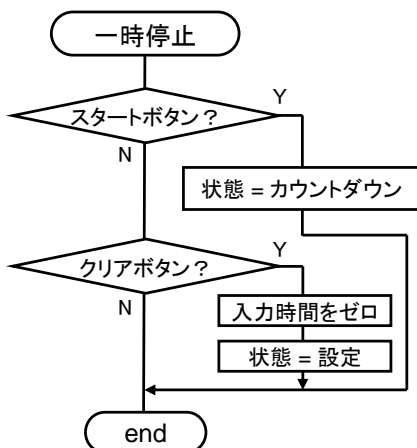 一時停止
スタートボタン？
Y
N
状態 = カウントダウン
クリアボタン？
Y
N
入力時間をゼロ
状態 = 設定
end